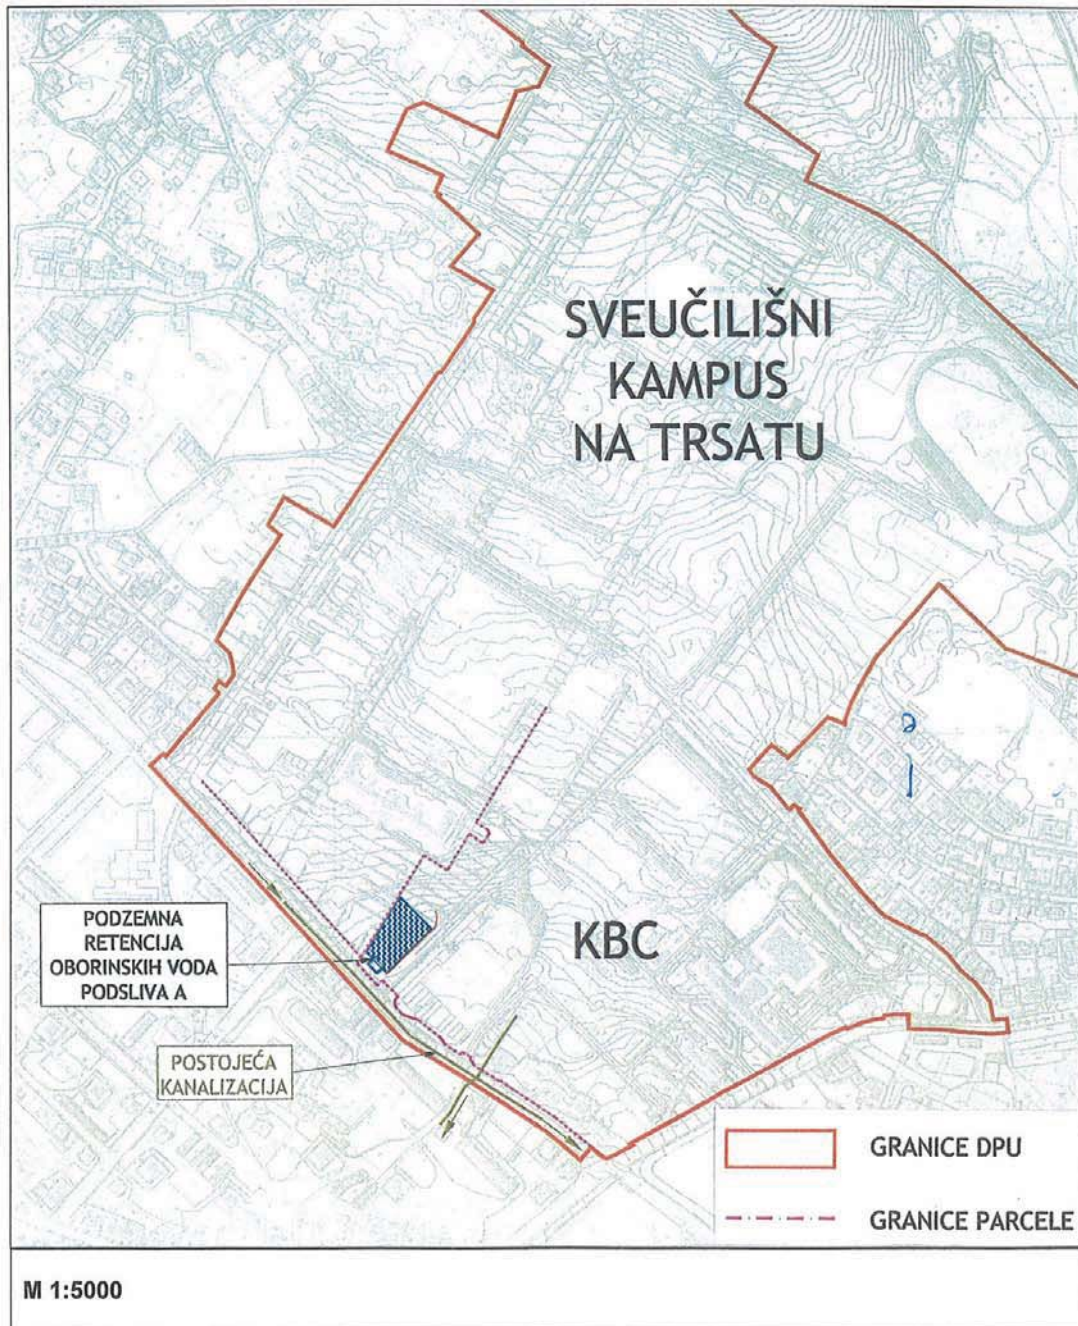 SVEUČILIŠNI
KAMPUS
NA TRSATU
KBC
PODZEMNA
RETENCIJA
OBORINSKIH VODA
PODSLIVA A
POSTOJEĆA
KANALIZACIJA
GRANICE DPU
GRANICE PARCELE
M 1:5000